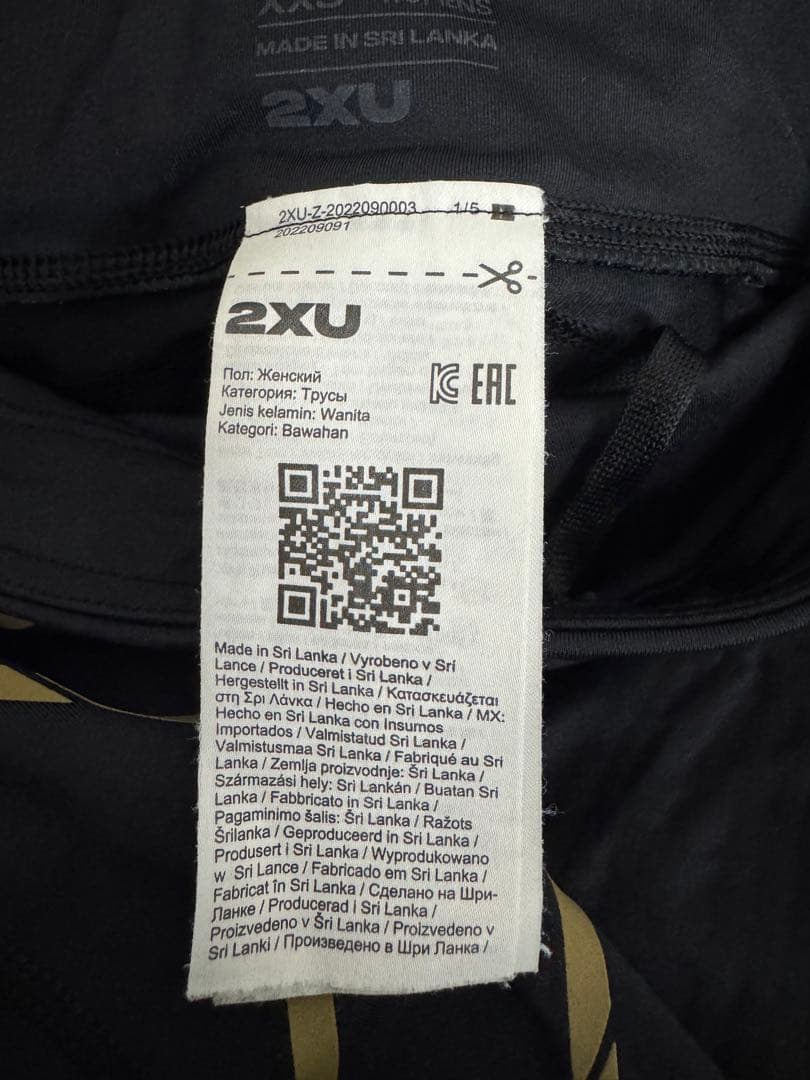 XXS WOMENS
MADE IN SRI LANKA
2XU
2XU-Z-2022090003 1/5
202209091
2XU
Пол: Женский
Категория: Трусы
Jenis kelamin: Wanita
Kategori: Bawahan
EAC
Made in Sri Lanka / Vyrobeno v Srí
Lance / Produceret i Sri Lanka /
Hergestellt in Sri Lanka / Κατασκευάζεται
στη Σρι Λάνκα / Hecho en Sri Lanka / MX:
Hecho en Sri Lanka con Insumos
Importados / Valmistatud Sri Lanka /
Valmistusmaa Sri Lanka / Fabriqué au Sri
Lanka / Zemlja proizvodnje: Šri Lanka /
Származási hely: Sri Lankán / Buatan Sri
Lanka / Fabbricato in Sri Lanka /
Pagaminimo šalis: Šri Lanka / Ražots
Šrilanka / Geproduceerd in Sri Lanka /
Produsert i Sri Lanka / Wyprodukowano
w Sri Lance / Fabricado em Sri Lanka /
Fabricat în Sri Lanka / Сделано на Шри-
Ланке / Producerad i Sri Lanka /
Proizvedeno v Šri Lanka / Proizvedeno v
Sri Lanki / Произведено в Шри Ланка /